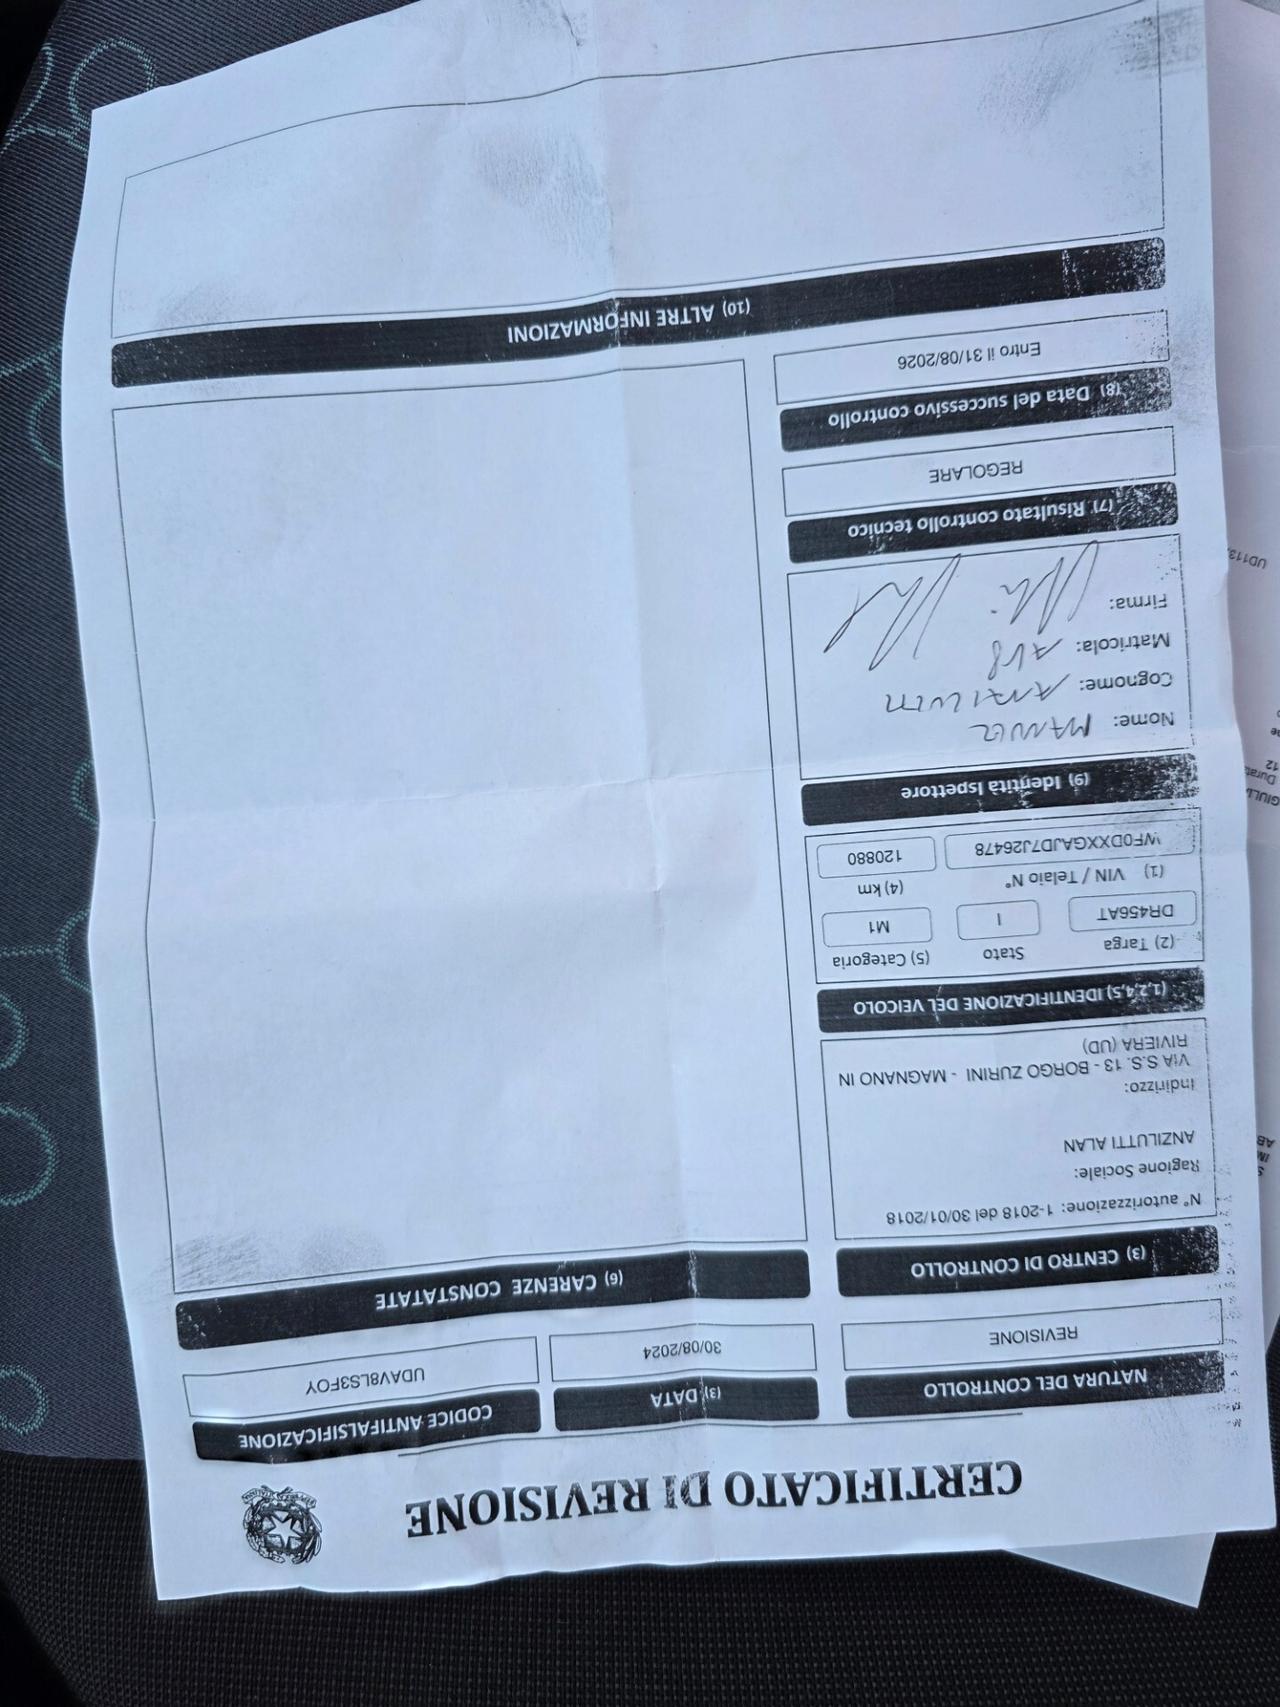 CERTIFICATO DI REVISIONE
NATURA DEL CONTROLLO
REVISIONE
(3) DATA
30/08/2024
CODICE ANTIFALSIFICAZIONE
UDAV8LS3FOY
(3) CENTRO DI CONTROLLO
N° autorizzazione: 1-2018 del 30/01/2018
Ragione Sociale:
ANZILUTTI ALAN
Indirizzo:
VIA S.S. 13 - BORGO ZURINI - MAGNANO IN
RIVIERA (UD)
(1,2,4,5) IDENTIFICAZIONE DEL VEICOLO
(2) Targa
Stato
(5) Categoria
DR456AT
I
M1
(1) VIN / Telaio N°
(4) km
WF0DXXGAJD7J26478
120880
(9) Identità Ispettore
Nome: MANUEL
Cognome: ANZILUTTI
Matricola:
Firma:
(7) Risultato controllo tecnico
REGOLARE
(8) Data del successivo controllo
Entro il 31/08/2026
(6) CARENZE CONSTATATE
(10) ALTRE INFORMAZIONI